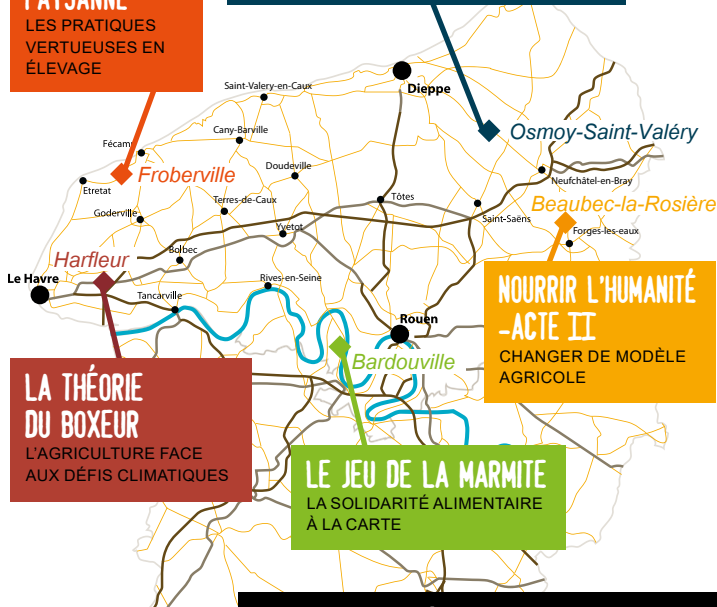 PAYSANNE
LES PRATIQUES
VERTUEUSES EN
ÉLEVAGE
Saint-Valery-en-Caux
Dieppe
Cany-Barville
Osmoy-Saint-Valéry
Fécamp
Doudeville
Froberville
Neufchâtel-en-Bray
Etretat
Terres-de-Caux
Tôtes
Beaubec-la-Rosière
Goderville
Saint-Saëns
Yvetot
Forges-les-eaux
Bolbec
Harfleur
Le Havre
Rives-en-Seine
Tancarville
Rouen
NOURRIR L'HUMANITÉ
-ACTE II
CHANGER DE MODÈLE
AGRICOLE
Bardouville
LA THÉORIE
DU BOXEUR
L'AGRICULTURE FACE
AUX DÉFIS CLIMATIQUES
LE JEU DE LA MARMITE
LA SOLIDARITÉ ALIMENTAIRE
À LA CARTE